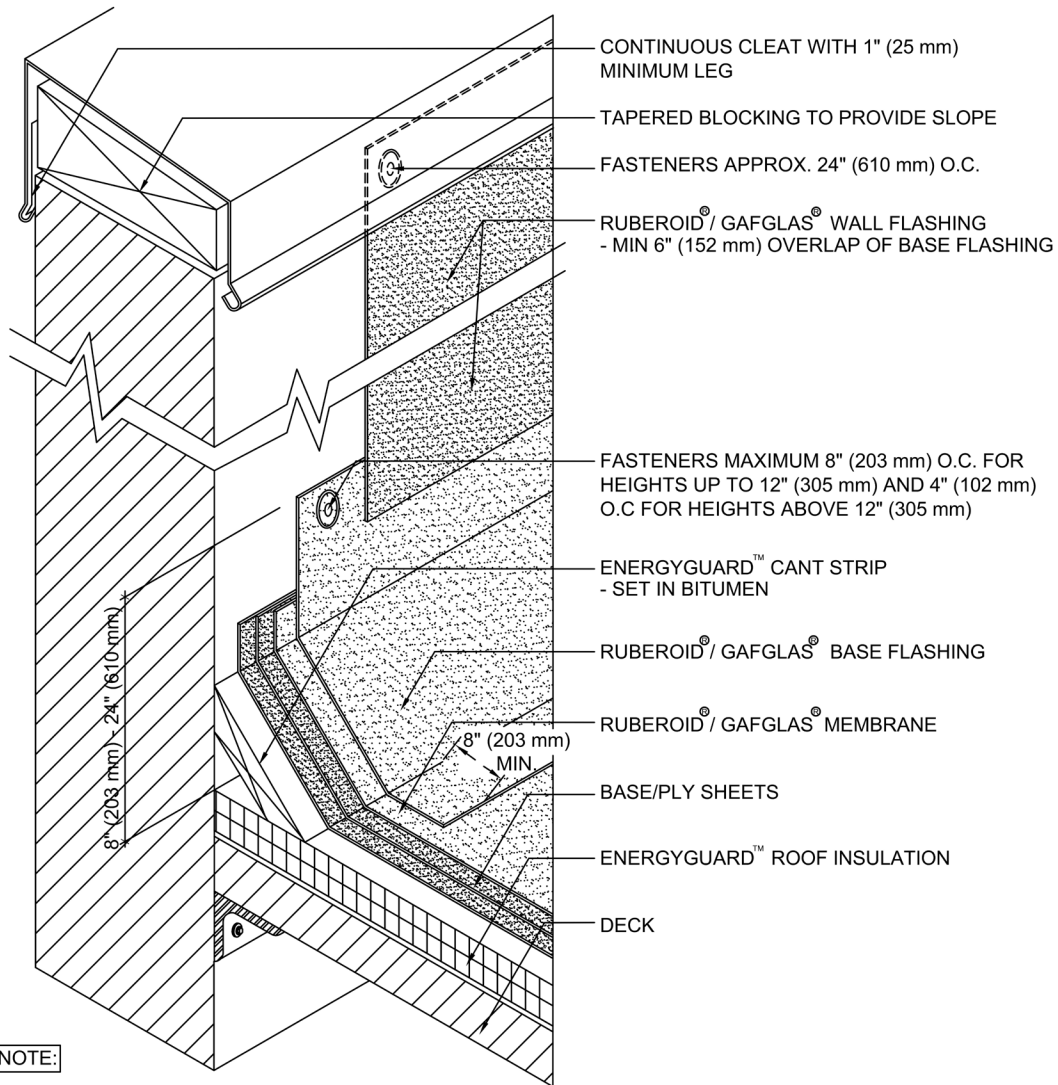 CONTINUOUS CLEAT WITH 1" (25 mm)
MINIMUM LEG
TAPERED BLOCKING TO PROVIDE SLOPE
FASTENERS APPROX. 24" (610 mm) O.C.
RUBEROID®/ GAFGLAS® WALL FLASHING
- MIN 6" (152 mm) OVERLAP OF BASE FLASHING
FASTENERS MAXIMUM 8" (203 mm) O.C. FOR
HEIGHTS UP TO 12" (305 mm) AND 4" (102 mm)
O.C FOR HEIGHTS ABOVE 12" (305 mm)
ENERGYGUARD™ CANT STRIP
- SET IN BITUMEN
8" (203 mm) - 24" (610 mm)
RUBEROID®/ GAFGLAS® BASE FLASHING
RUBEROID®/ GAFGLAS® MEMBRANE
8" (203 mm)
MIN.
BASE/PLY SHEETS
ENERGYGUARD™ ROOF INSULATION
DECK
NOTE: